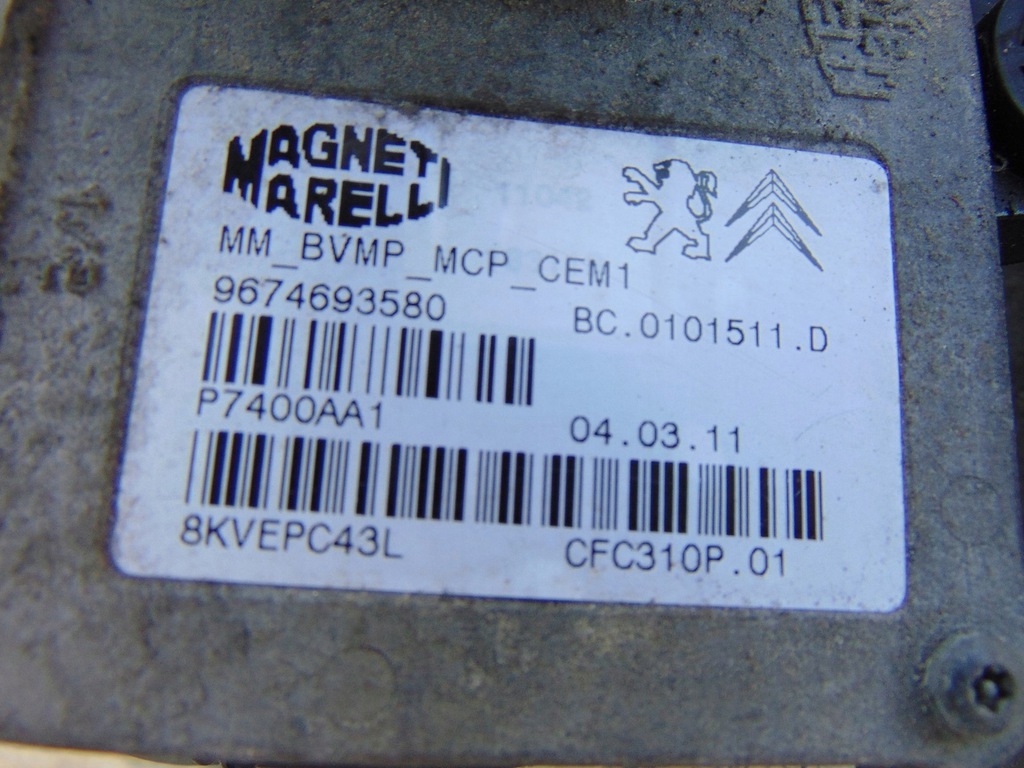 MAGNETI
MARELLI
MM_BVMP_MCP_CEM1
9674693580
BC.0101511.D
P7400AA1
04.03.11
8KVEPC43L
CFC310P.01